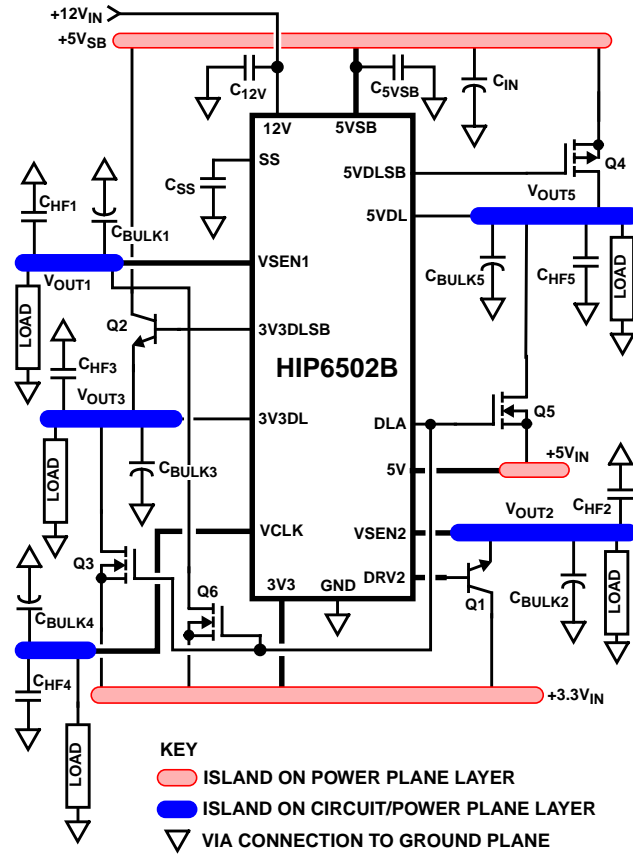 +12VIN
+5VSB
C12V
C5VSB
CIN
12V
5VSB
SS
CSS
5VDLSB
Q4
VOUT5
CHF1
CBULK1
5VDL
VSEN1
VOUT1
CBULK5
CHF5
LOAD
LOAD
Q2
3V3DLSB
CHF3
HIP6502B
VOUT3
3V3DL
DLA
Q5
+5VIN
LOAD
CBULK3
5V
CHF2
VOUT2
VCLK
VSEN2
Q3
Q6
3V3
GND
DRV2
Q1
CBULK2
LOAD
CBULK4
CHF4
+3.3VIN
LOAD
KEY
ISLAND ON POWER PLANE LAYER
ISLAND ON CIRCUIT/POWER PLANE LAYER
VIA CONNECTION TO GROUND PLANE